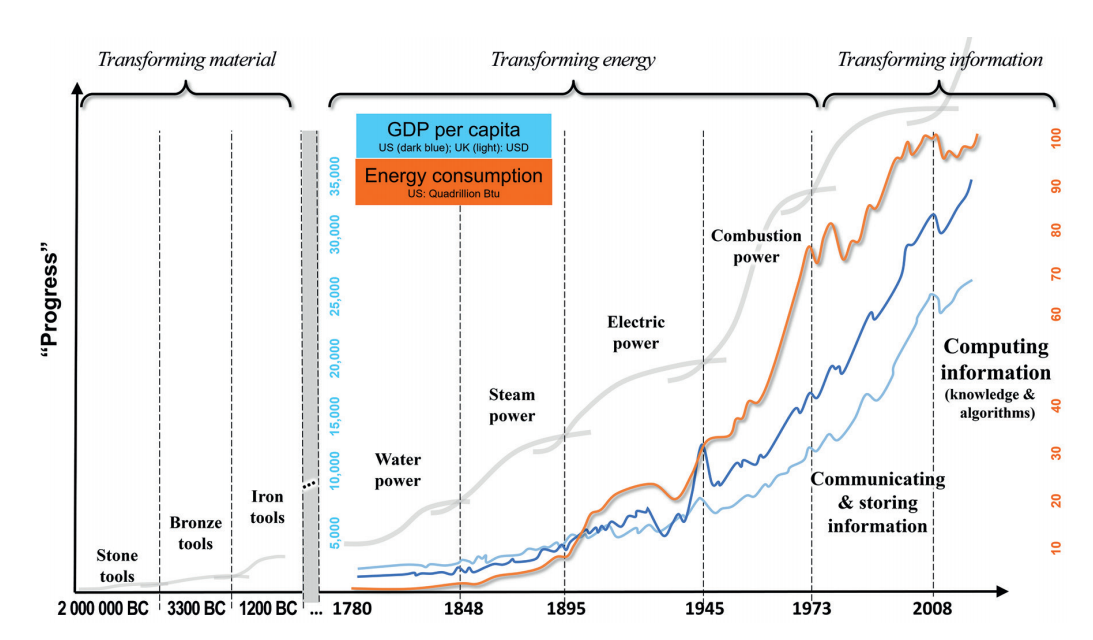 Transforming material
Transforming energy
Transforming information
GDP per capita
US (dark blue); UK (light): USD
Energy consumption
US: Quadrillion Btu
“Progress”
35,000
30,000
25,000
20,000
15,000
10,000
5,000
100
90
80
70
60
40
30
20
10
Stone
tools
Bronze
tools
Iron
tools
Water
power
Steam
power
Electric
power
Combustion
power
Communicating
& storing
information
Computing
information
(knowledge &
algorithms)
2 000 000 BC 3300 BC 1200 BC ... 1780 1848 1895 1945 1973 2008